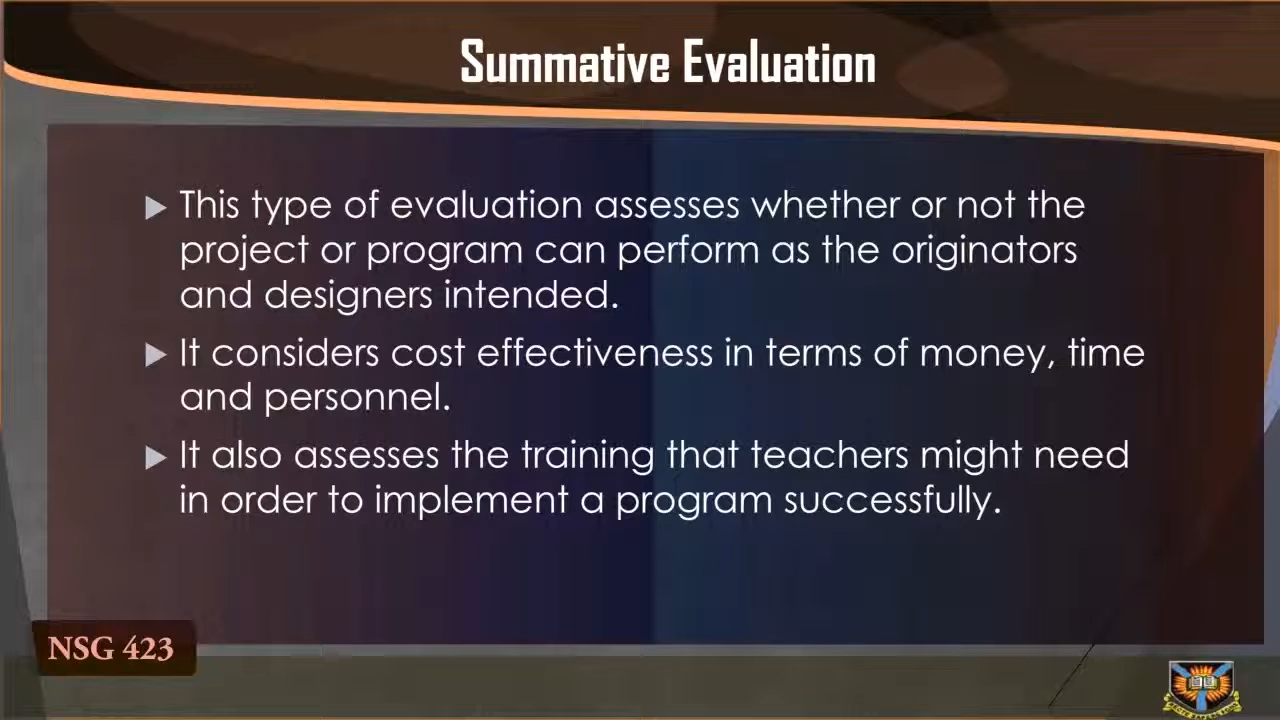 Summative Evaluation
This type of evaluation assesses whether or not the
project or program can perform as the originators
and designers intended.
It considers cost effectiveness in terms of money, time
and personnel.
It also assesses the training that teachers might need
in order to implement a program successfully.
NSG 423